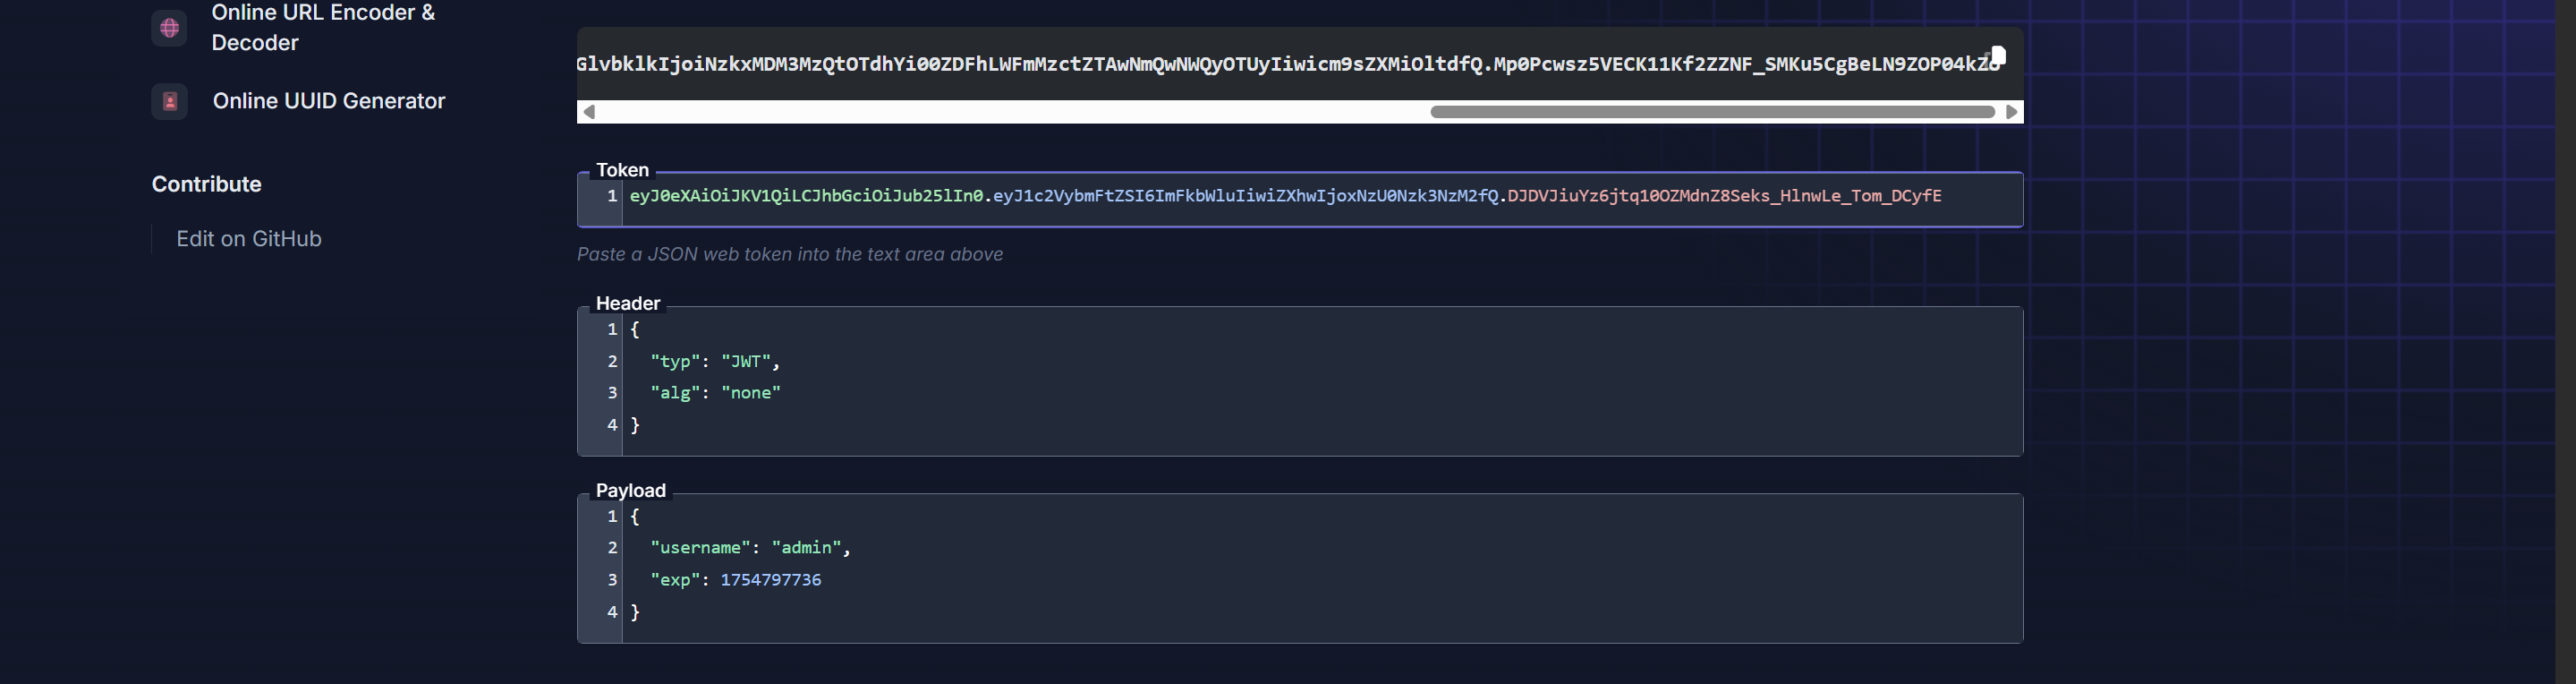 Online URL Encoder &
Decoder
Online UUID Generator
Contribute
Edit on GitHub
GlvbklkIjoiNzkxMDM3MzQtOTdhYi00ZDFhLWFmMzctZTAwNmQwNWQyOTUyIiwicm9sZXMiOltdfQ.Mp0Pcwsz5VECK11Kf2ZZNF_SMKu5CgBeLN9ZOP04kZo
Token
1 eyJ0eXAiOiJKV1QiLCJhbGciOiJub25lIn0.eyJ1c2VybmFtZSI6ImFkbWluIiwiZXhwIjoxNzU0Nzk3NzM2fQ.DJDVJiuYz6jtq10OZMdnZ8Seks_HlnwLe_Tom_DCyfE
Paste a JSON web token into the text area above
Header
1 {
2 "typ": "JWT",
3 "alg": "none"
4 }
Payload
1 {
2 "username": "admin",
3 "exp": 1754797736
4 }